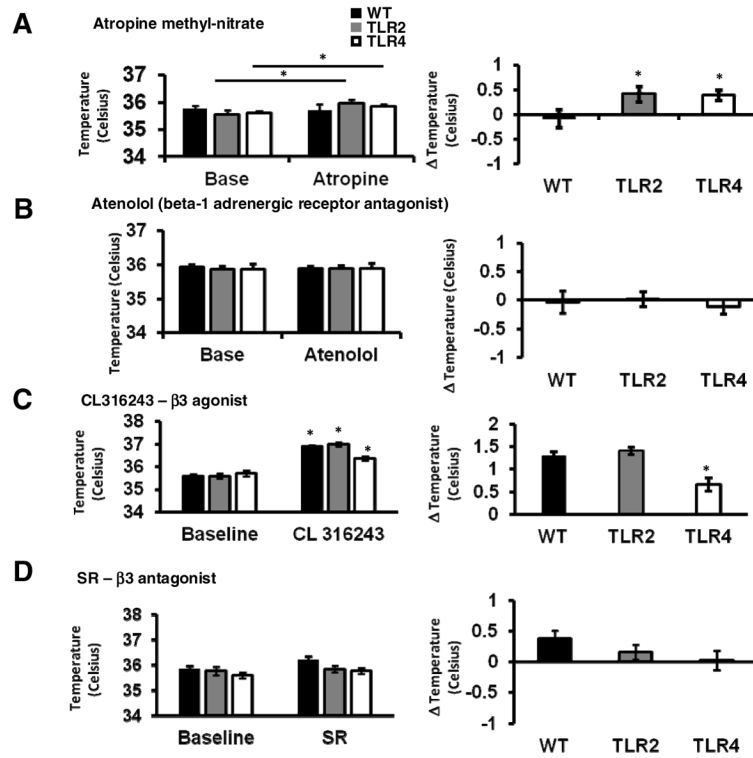 A
Atropine methyl-nitrate
WT
TLR2
TLR4
Temperature
(Celsius)
37
36
35
34
*
*
Base
Atropine
Δ Temperature
(Celsius)
1
0.5
0
-0.5
-1
*
*
WT
TLR2
TLR4
B
Atenolol (beta-1 adrenergic receptor antagonist)
Temperature (Celsius)
37
36
35
34
Base
Atenolol
Δ Temperature (Celsius)
1
0.5
0
-0.5
-1
WT
TLR2
TLR4
C
CL316243 – β3 agonist
Temperature
(Celsius)
38
37
36
35
34
*
*
*
Baseline
CL 316243
Δ Temperature
(Celsius)
2
1.5
1
0.5
0
*
WT
TLR2
TLR4
D
SR – β3 antagonist
Temperature
(Celsius)
38
37
36
35
34
Baseline
SR
Δ Temperature
(Celsius)
1
0.5
0
-0.5
-1
WT
TLR2
TLR4